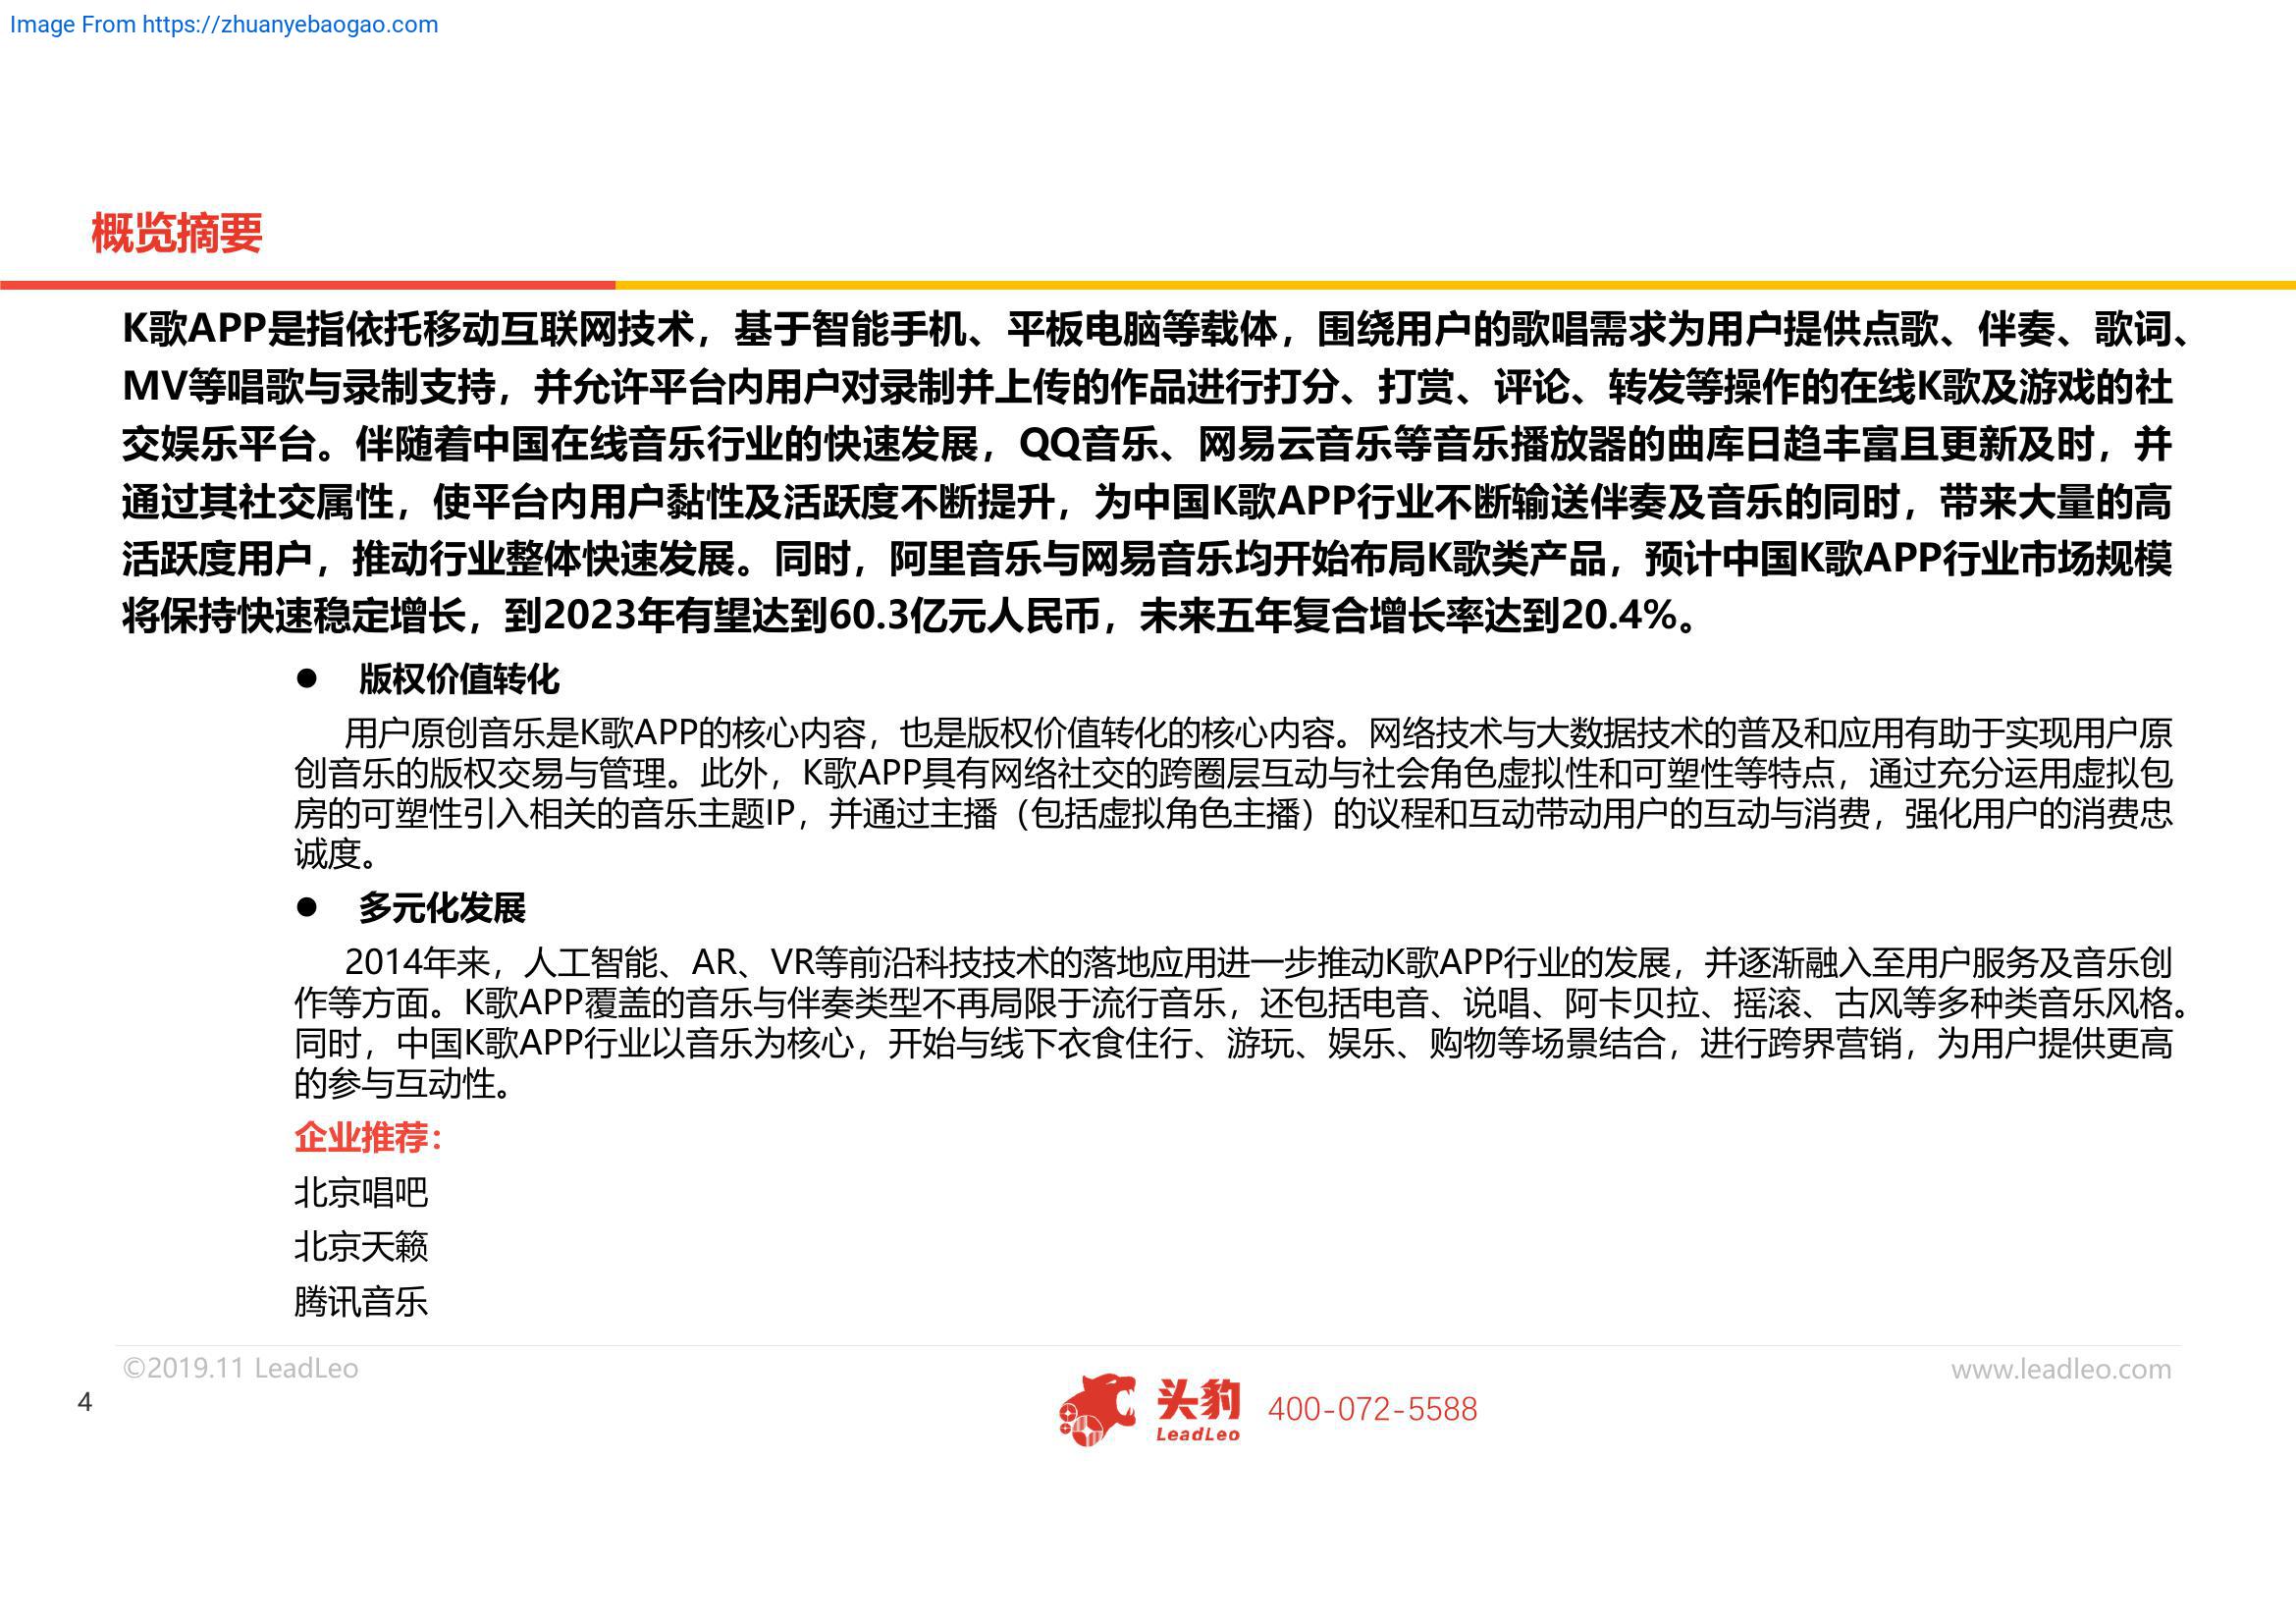 Image From https://zhuanyebaogao.com
概览摘要
K歌APP是指依托移动互联网技术，基于智能手机、平板电脑等载体，围绕用户的歌唱需求为用户提供点歌、伴奏、歌词、
MV等唱歌与录制支持，并允许平台内用户对录制并上传的作品进行打分、打赏、评论、转发等操作的在线K歌及游戏的社
交娱乐平台。伴随着中国在线音乐行业的快速发展，QQ音乐、网易云音乐等音乐播放器的曲库日趋丰富且更新及时，并
通过其社交属性，使平台内用户黏性及活跃度不断提升，为中国K歌APP行业不断输送伴奏及音乐的同时，带来大量的高
活跃度用户，推动行业整体快速发展。同时，阿里音乐与网易音乐均开始布局K歌类产品，预计中国K歌APP行业市场规模
将保持快速稳定增长，到2023年有望达到60.3亿元人民币，未来五年复合增长率达到20.4%。
● 版权价值转化
用户原创音乐是K歌APP的核心内容，也是版权价值转化的核心内容。网络技术与大数据技术的普及和应用有助于实现用户原
创音乐的版权交易与管理。此外，K歌APP具有网络社交的跨圈层互动与社会角色虚拟性和可塑性等特点，通过充分运用虚拟包
房的可塑性引入相关的音乐主题IP，并通过主播（包括虚拟角色主播）的议程和互动带动用户的互动与消费，强化用户的消费忠
诚度。
● 多元化发展
2014年来，人工智能、AR、VR等前沿科技技术的落地应用进一步推动K歌APP行业的发展，并逐渐融入至用户服务及音乐创
作等方面。K歌APP覆盖的音乐与伴奏类型不再局限于流行音乐，还包括电音、说唱、阿卡贝拉、摇滚、古风等多种类音乐风格。
同时，中国K歌APP行业以音乐为核心，开始与线下衣食住行、游玩、娱乐、购物等场景结合，进行跨界营销，为用户提供更高
的参与互动性。
企业推荐：
北京唱吧
北京天籁
腾讯音乐
©2019.11 LeadLeo
www.leadleo.com
4
头豹
LeadLeo
400-072-5588